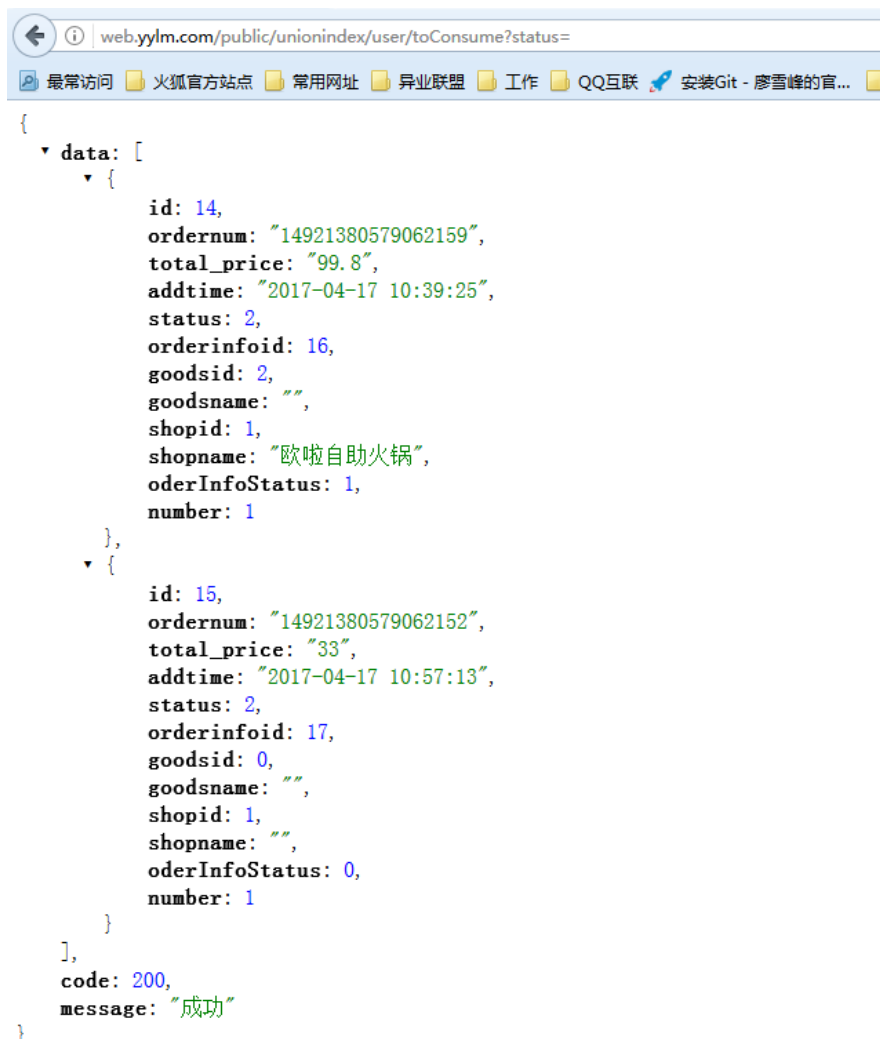 web.yylm.com/public/unionindex/user/toConsume?status=
最常访问 火狐官方站点 常用网址 异业联盟 工作 QQ互联 安装Git - 廖雪峰的官...
{
data: [
{
id: 14,
ordernum: "14921380579062159",
total_price: "99.8",
addtime: "2017-04-17 10:39:25",
status: 2,
orderinfoid: 16,
goodsid: 2,
goodsname: "",
shopid: 1,
shopname: "欧啦自助火锅",
oderInfoStatus: 1,
number: 1
},
{
id: 15,
ordernum: "14921380579062152",
total_price: "33",
addtime: "2017-04-17 10:57:13",
status: 2,
orderinfoid: 17,
goodsid: 0,
goodsname: "",
shopid: 1,
shopname: "",
oderInfoStatus: 0,
number: 1
}
],
code: 200,
message: "成功"
}